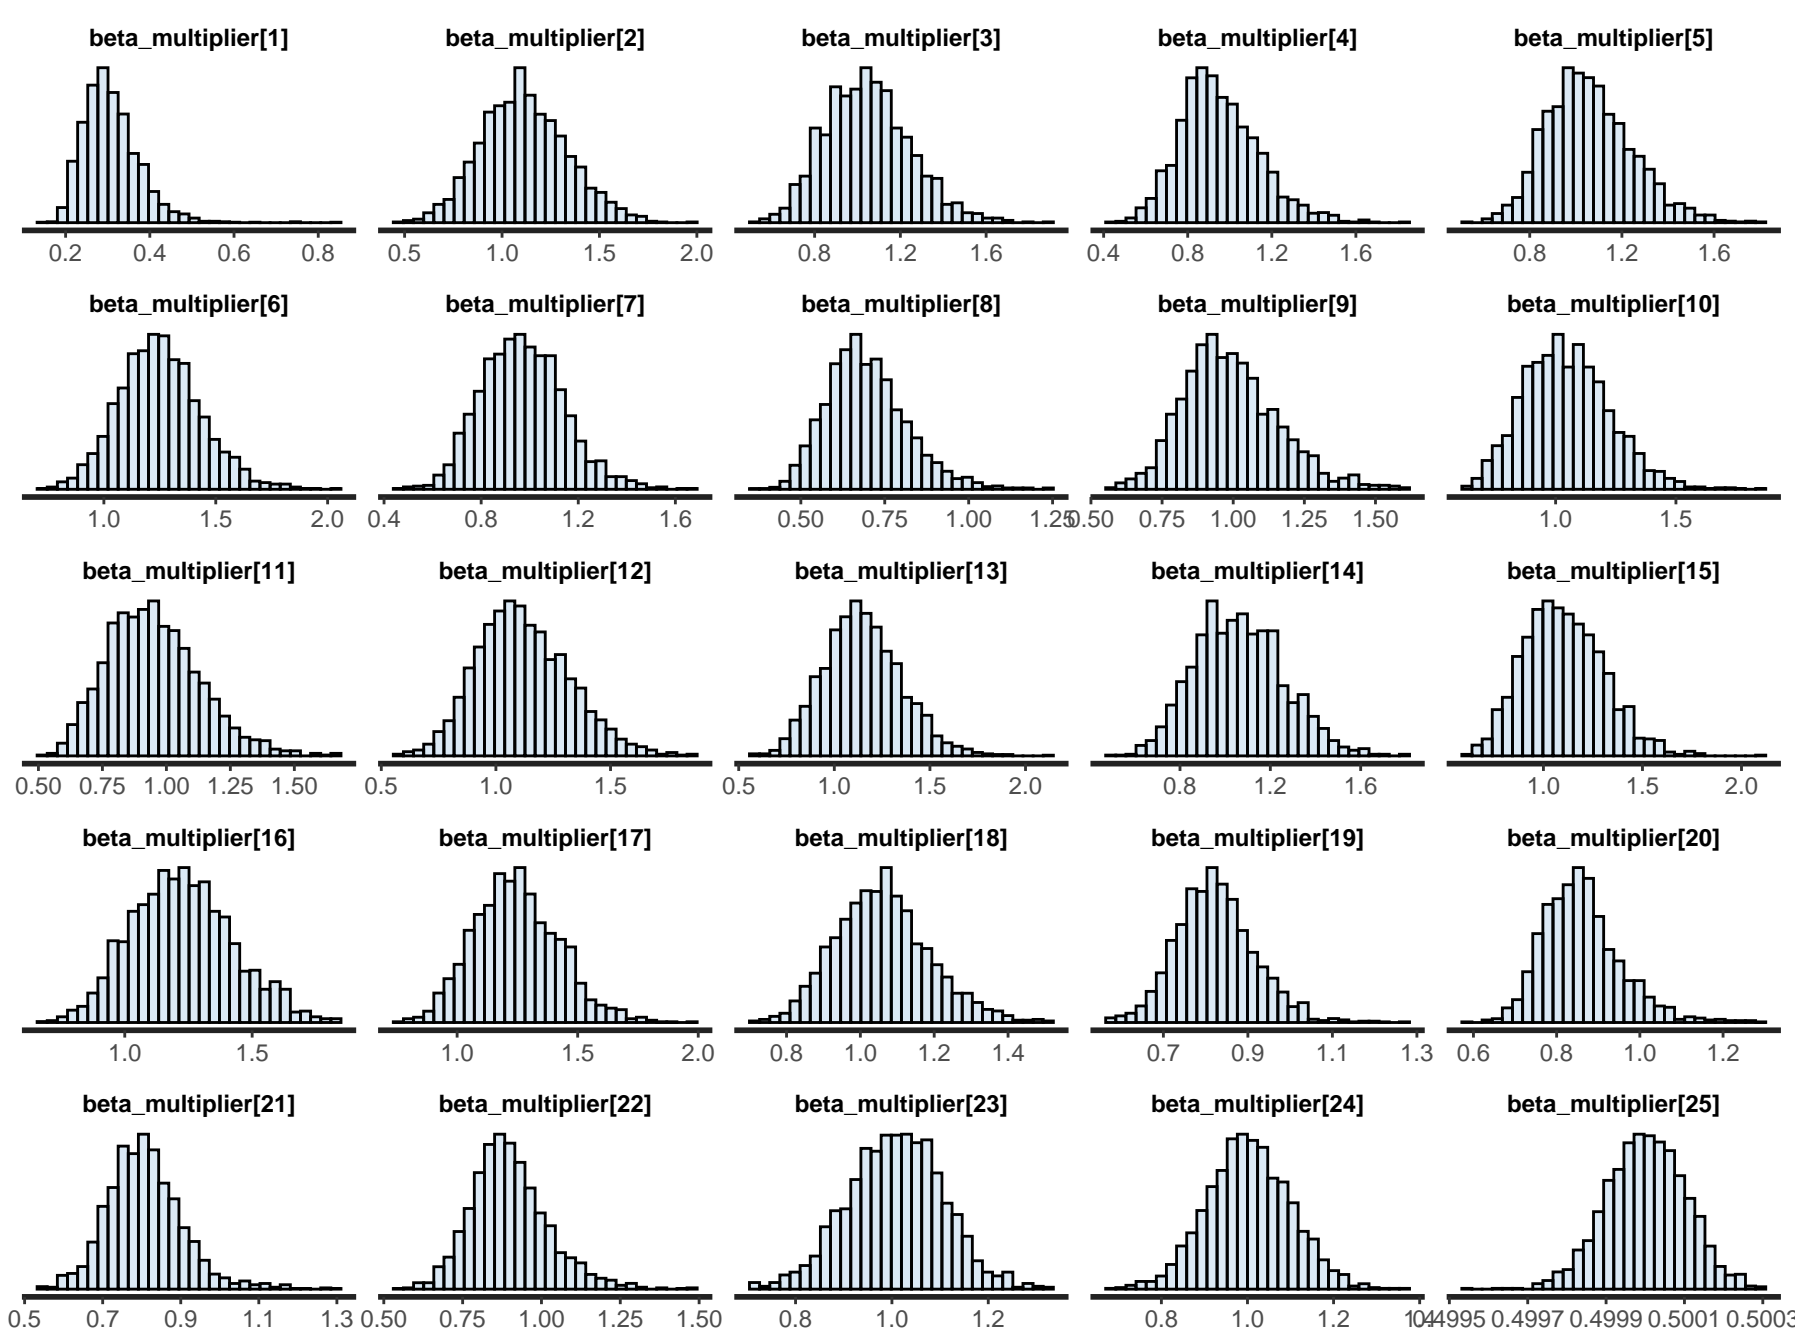 beta_multiplier[1] beta_multiplier[2] beta_multiplier[3] beta_multiplier[4] beta_multiplier[5]
0.2 0.4 0.6 0.8 0.5 1.0 1.5 2.0 0.8 1.2 1.6 0.4 0.8 1.2 1.6 0.8 1.2 1.6
beta_multiplier[6] beta_multiplier[7] beta_multiplier[8] beta_multiplier[9] beta_multiplier[10]
1.0 1.5 2.0 0.4 0.8 1.2 1.6 0.50 0.75 1.00 1.25 0.50 0.75 1.00 1.25 1.50 1.0 1.5
beta_multiplier[11] beta_multiplier[12] beta_multiplier[13] beta_multiplier[14] beta_multiplier[15]
0.50 0.75 1.00 1.25 1.50 0.5 1.0 1.5 0.5 1.0 1.5 2.0 0.8 1.2 1.6 1.0 1.5 2.0
beta_multiplier[16] beta_multiplier[17] beta_multiplier[18] beta_multiplier[19] beta_multiplier[20]
1.0 1.5 1.0 1.5 2.0 0.8 1.0 1.2 1.4 0.7 0.9 1.1 1.3 0.6 0.8 1.0 1.2
beta_multiplier[21] beta_multiplier[22] beta_multiplier[23] beta_multiplier[24] beta_multiplier[25]
0.5 0.7 0.9 1.1 1.3 0.50 0.75 1.00 1.25 1.50 0.8 1.0 1.2 0.8 1.0 1.2 1.4 0.4995 0.4997 0.4999 0.5001 0.5003